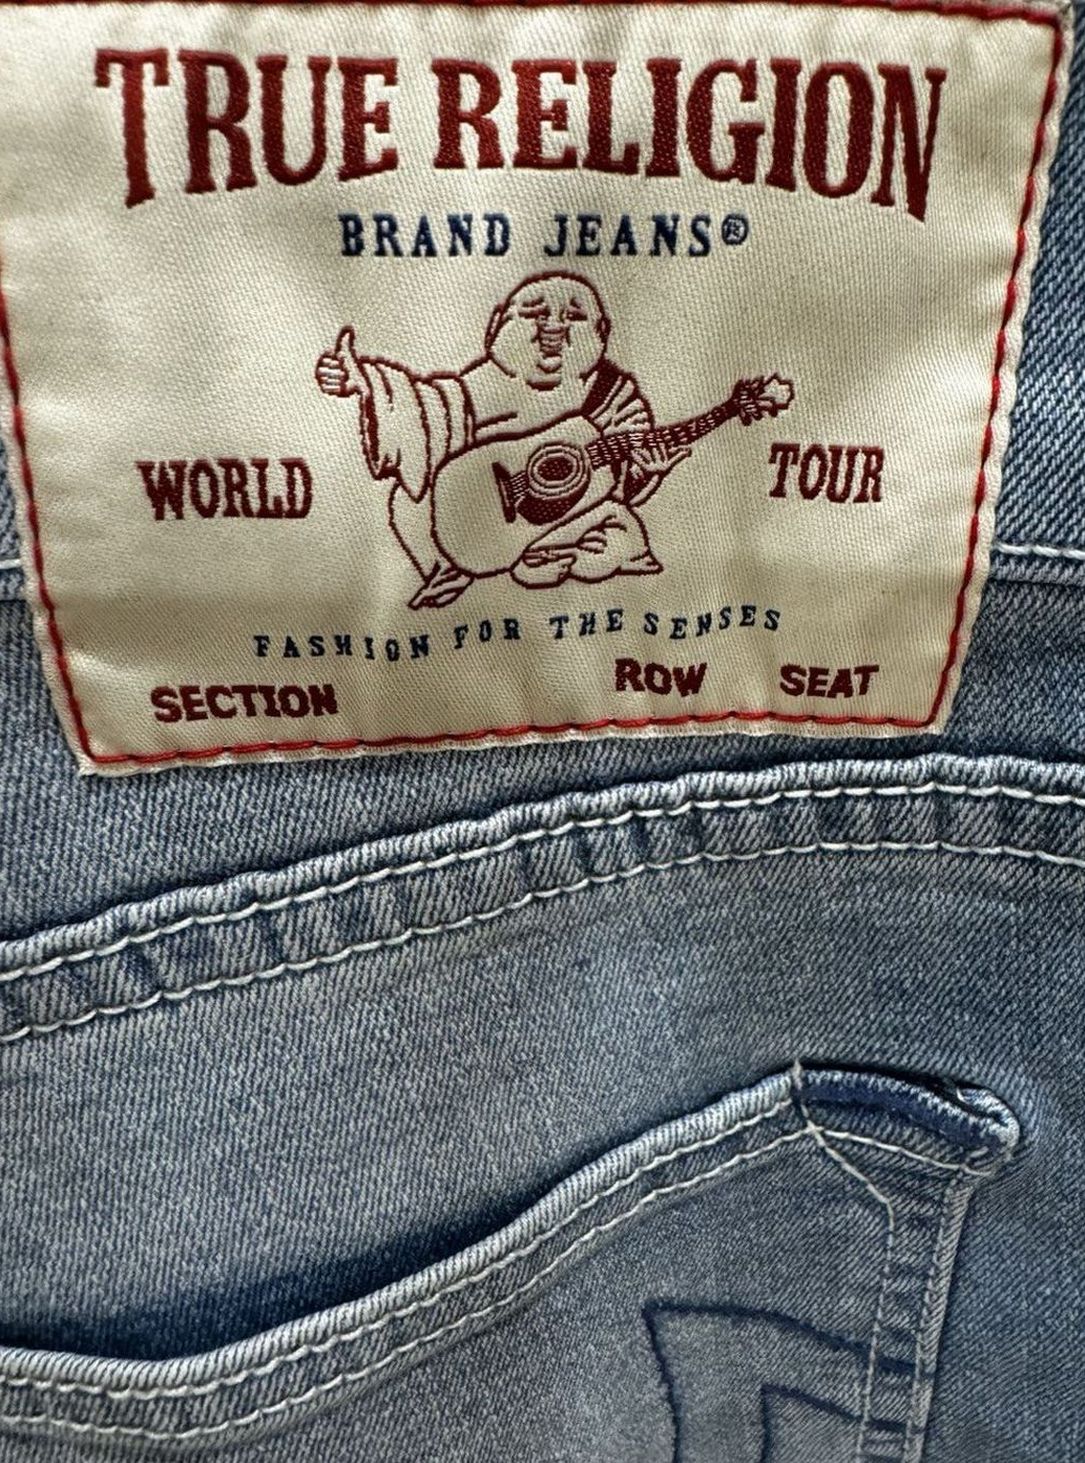 TRUE RELIGION
BRAND JEANS®
WORLD TOUR
FASHION FOR THE SENSES
SECTION ROW SEAT